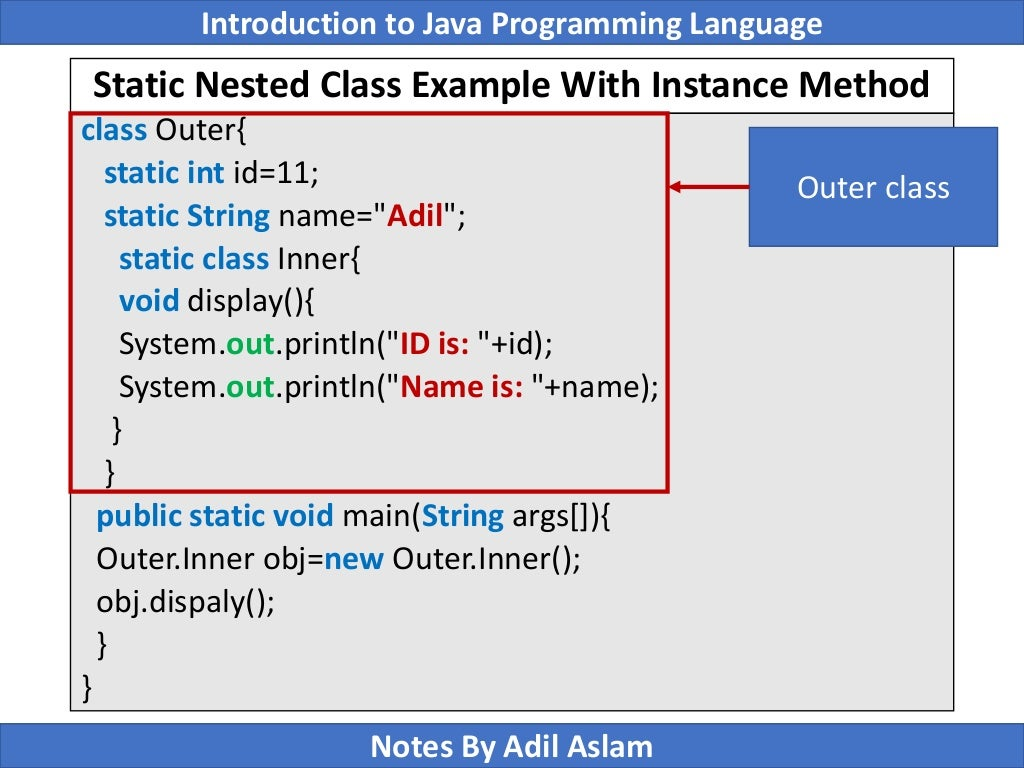 Introduction to Java Programming Language
Static Nested Class Example With Instance Method
class Outer{
static int id=11;
static String name="Adil";
static class Inner{
void display(){
System.out.println("ID is: "+id);
System.out.println("Name is: "+name);
}
}
public static void main(String args[]){
Outer.Inner obj=new Outer.Inner();
obj.dispaly();
}
}
Outer class
Notes By Adil Aslam